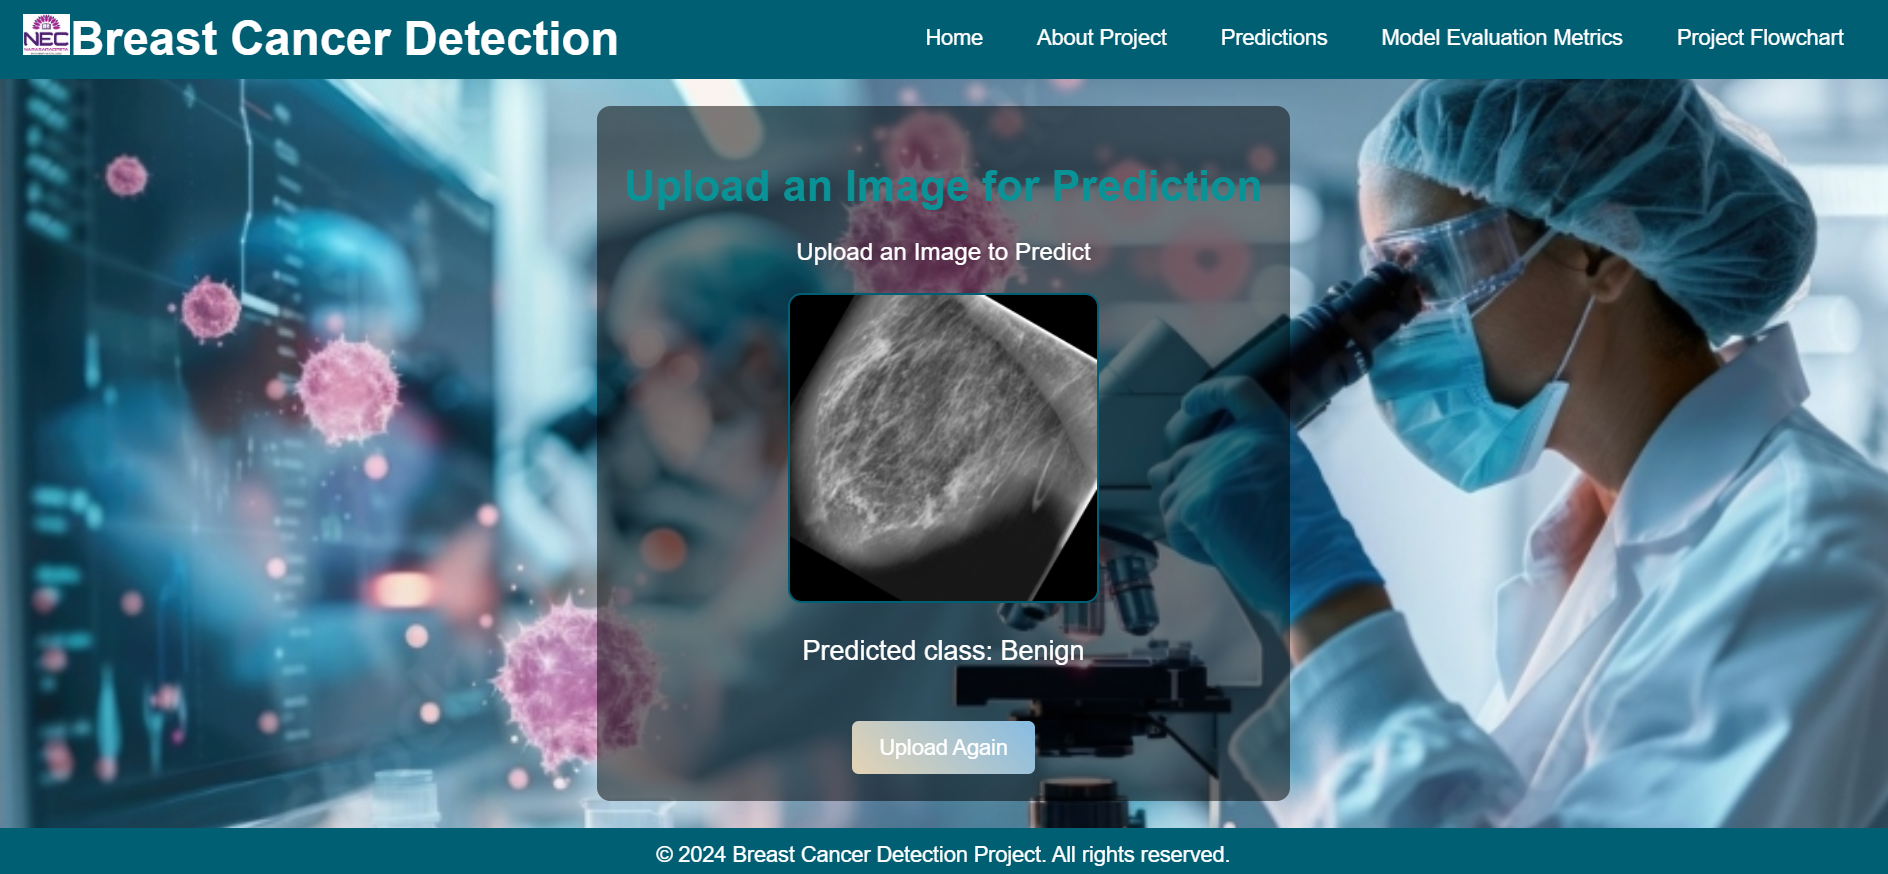 NEC
Breast Cancer Detection
Home
About Project
Predictions
Model Evaluation Metrics
Project Flowchart
Upload an Image for Prediction
Upload an Image to Predict
Predicted class: Benign
Upload Again
© 2024 Breast Cancer Detection Project. All rights reserved.